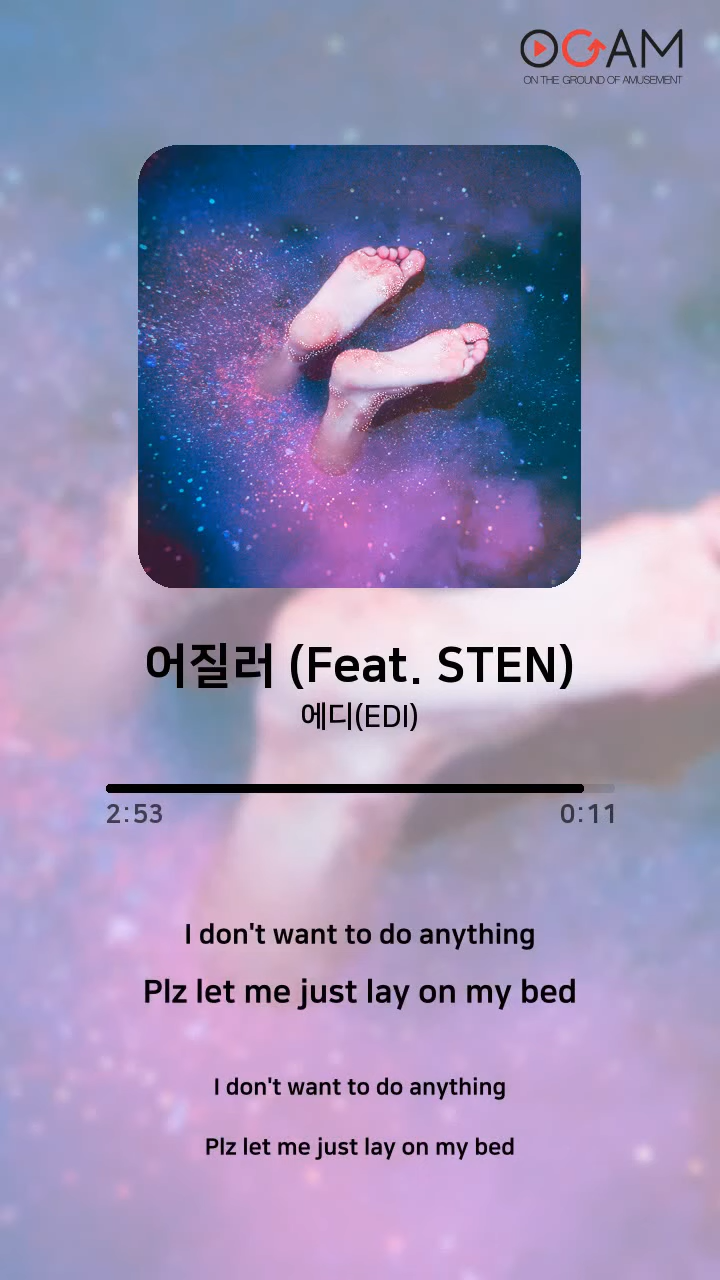 OGAM
ON THE GROUND OF AMUSEMENT
어질러 (Feat. STEN)
에디(EDI)
2:53 0:11
I don't want to do anything
Plz let me just lay on my bed
I don't want to do anything
Plz let me just lay on my bed